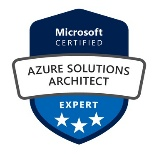 Microsoft
CERTIFIED
AZURE SOLUTIONS
ARCHITECT
EXPERT